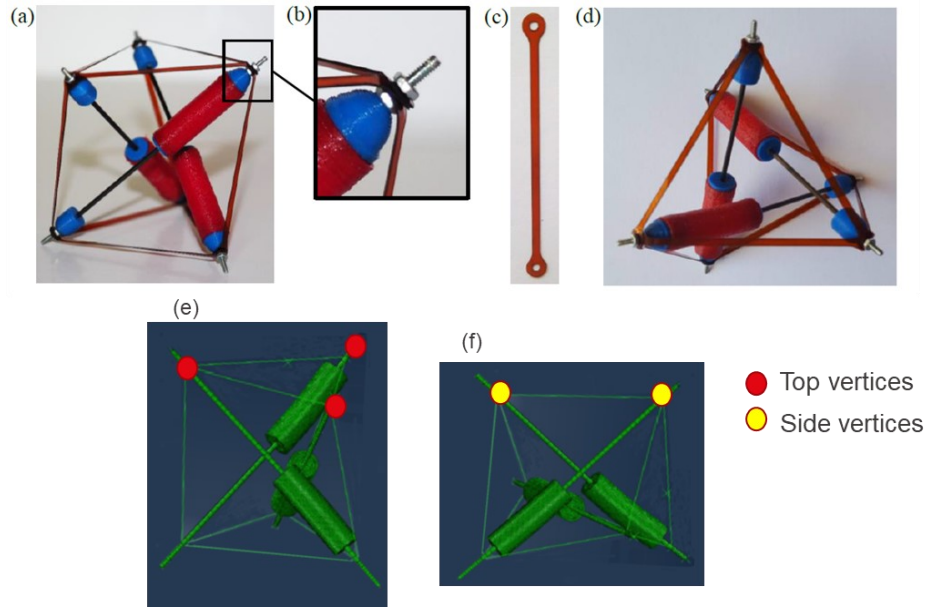 (a)
(b)
(c)
(d)
(e)
(f)
Top vertices
Side vertices